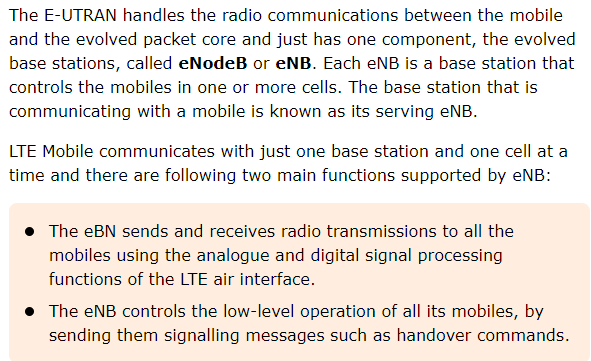 The E-UTRAN handles the radio communications between the mobile
and the evolved packet core and just has one component, the evolved
base stations, called eNodeB or eNB. Each eNB is a base station that
controls the mobiles in one or more cells. The base station that is
communicating with a mobile is known as its serving eNB.
LTE Mobile communicates with just one base station and one cell at a
time and there are following two main functions supported by eNB:
● The eBN sends and receives radio transmissions to all the
mobiles using the analogue and digital signal processing
functions of the LTE air interface.
● The eNB controls the low-level operation of all its mobiles, by
sending them signalling messages such as handover commands.